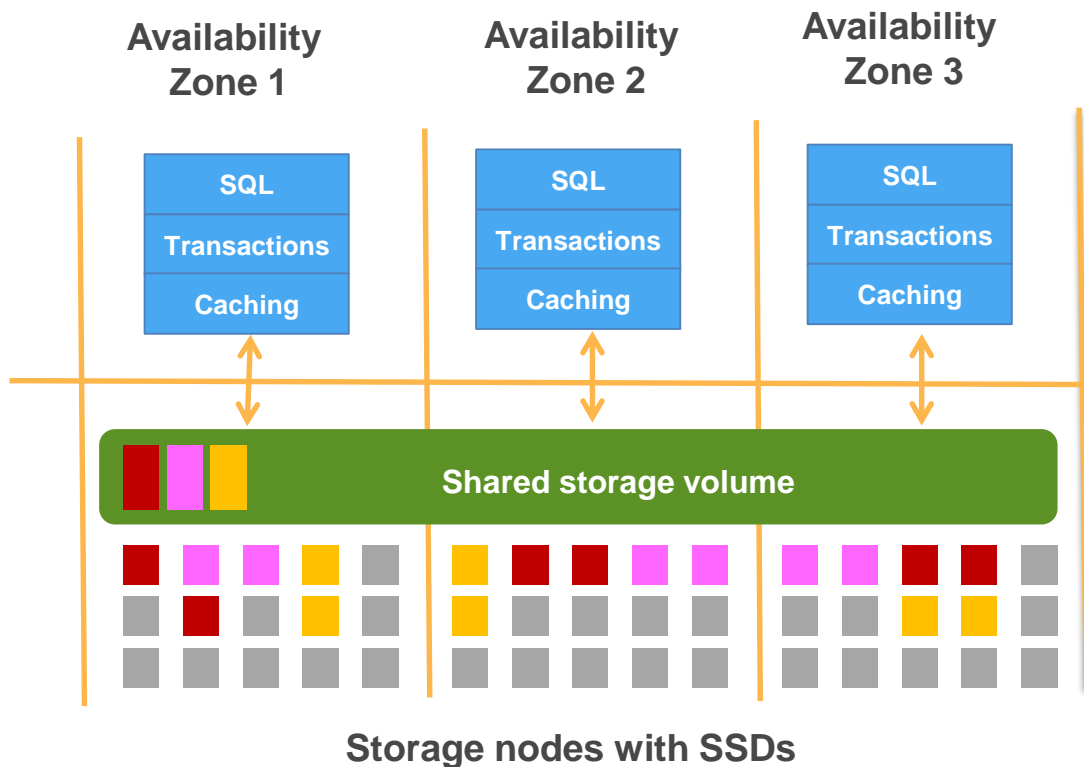 Availability
Zone 1
Availability
Zone 2
Availability
Zone 3
SQL
Transactions
Caching
SQL
Transactions
Caching
SQL
Transactions
Caching
Shared storage volume
Storage nodes with SSDs